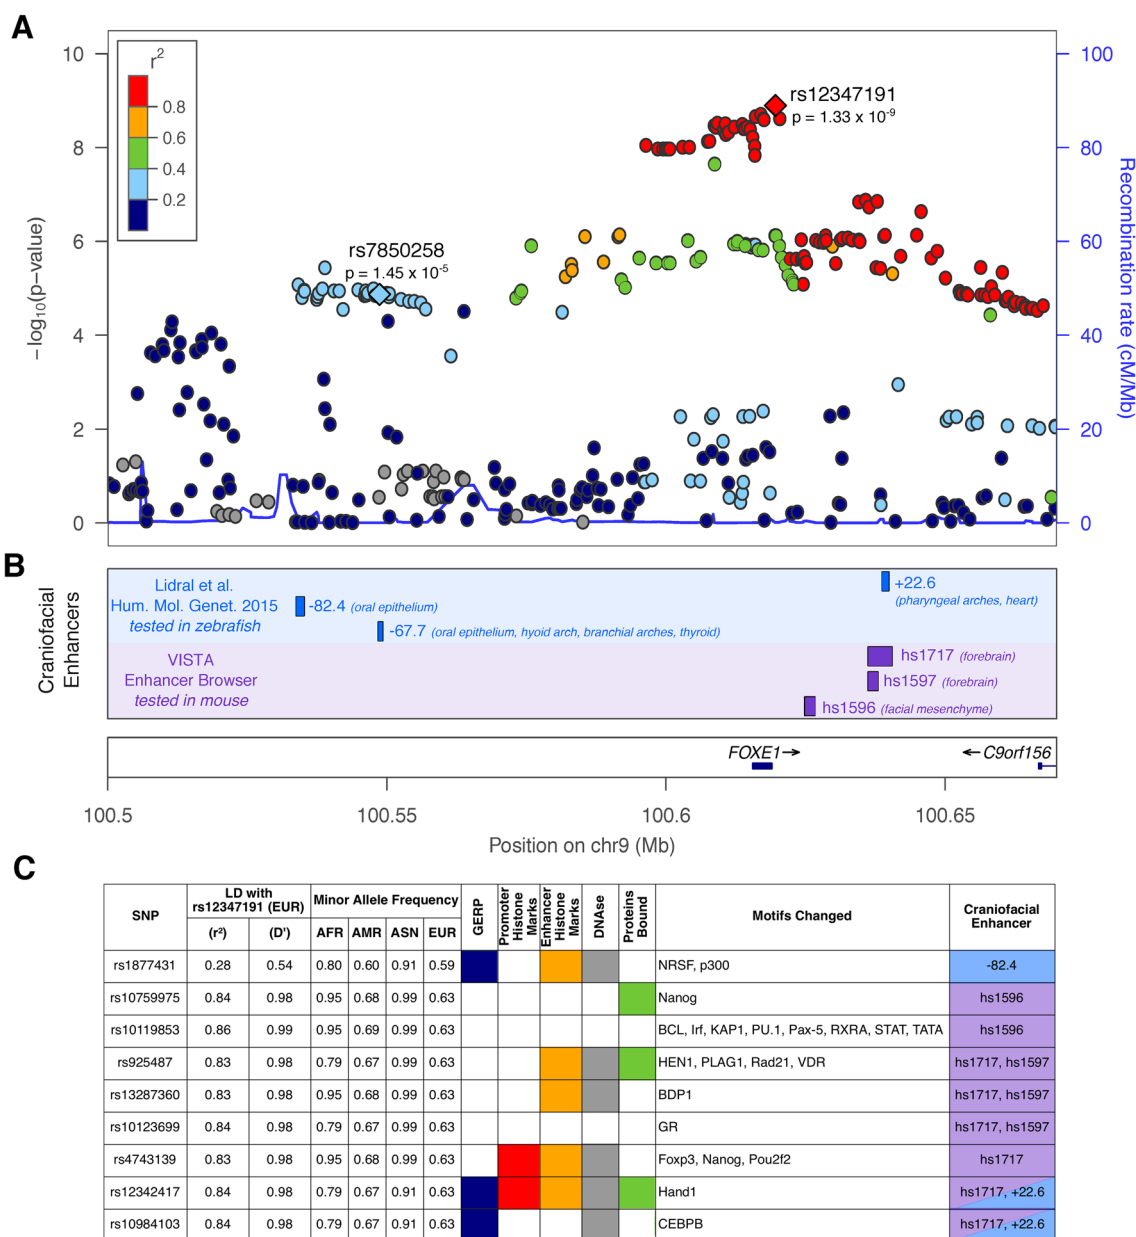 A
10
8
6
4
2
0
−log10(p−value)
r2
0.8
0.6
0.4
0.2
rs12347191
p = 1.33 x 10-9
rs7850258
p = 1.45 x 10-5
100
80
60
40
20
0
Recombination rate (cM/Mb)
B
Craniofacial
Enhancers
Lidral et al.
Hum. Mol. Genet. 2015
tested in zebrafish
-82.4 (oral epithelium)
-67.7 (oral epithelium, hyoid arch, branchial arches, thyroid)
+22.6
(pharyngeal arches, heart)
VISTA
Enhancer Browser
tested in mouse
hs1717 (forebrain)
hs1597 (forebrain)
hs1596 (facial mesenchyme)
FOXE1→
←C9orf156
100.5 100.55 100.6 100.65
Position on chr9 (Mb)
C
SNP
LD with
rs12347191 (EUR)
Minor Allele Frequency
(r²) (D') AFR AMR ASN EUR
GERP
Promoter
Histone
Marks
Enhancer
Histone
Marks
DNAse
Proteins
Bound
Motifs Changed
Craniofacial
Enhancer
rs1877431 0.28 0.54 0.80 0.60 0.91 0.59 NRSF, p300 -82.4
rs10759975 0.84 0.98 0.95 0.68 0.99 0.63 Nanog hs1596
rs10119853 0.86 0.99 0.95 0.69 0.99 0.63 BCL, Irf, KAP1, PU.1, Pax-5, RXRA, STAT, TATA hs1596
rs925487 0.83 0.98 0.79 0.67 0.99 0.63 HEN1, PLAG1, Rad21, VDR hs1717, hs1597
rs13287360 0.83 0.98 0.95 0.68 0.99 0.63 BDP1 hs1717, hs1597
rs10123699 0.84 0.98 0.79 0.67 0.99 0.63 GR hs1717, hs1597
rs4743139 0.83 0.98 0.95 0.68 0.99 0.63 Foxp3, Nanog, Pou2f2 hs1717
rs12342417 0.84 0.98 0.79 0.67 0.91 0.63 Hand1 hs1717, +22.6
rs10984103 0.84 0.98 0.79 0.67 0.91 0.63 CEBPB hs1717, +22.6